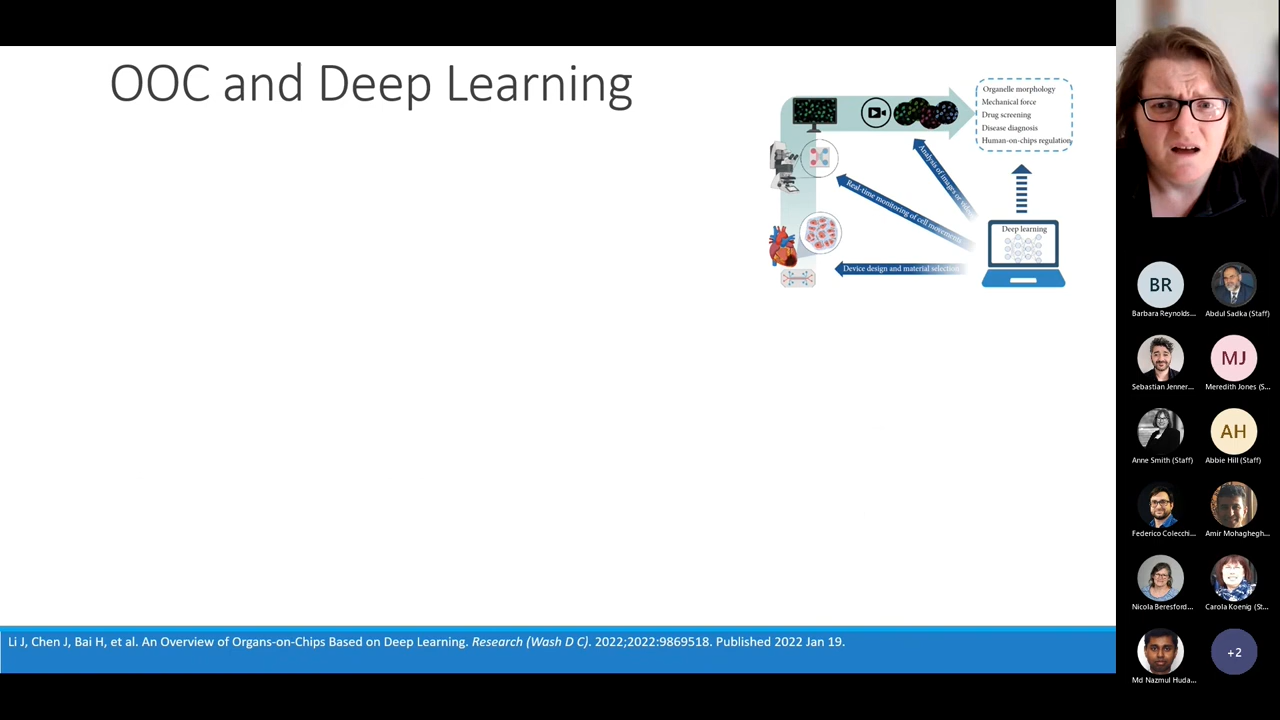 OOC and Deep Learning
Organelle morphology
Mechanical force
Drug screening
Disease diagnosis
Human-on-chips regulation
Analysis of images or
Real-time monitoring of cell movements
Deep learning
Device design and material selection
Li J, Chen J, Bai H, et al. An Overview of Organs-on-Chips Based on Deep Learning. Research (Wash D C). 2022;2022:9869518. Published 2022 Jan 19.
BR
Barbara Reynolds...
Abdul Sadka (Staff)
Sebastian Jenner...
MJ
Meredith Jones (S...
Anne Smith (Staff)
AH
Abbie Hill (Staff)
Federico Colecchi...
Amir Mohaghegh...
Nicola Beresford...
Carola Koenig (St...
Md Nazmul Huda...
+2